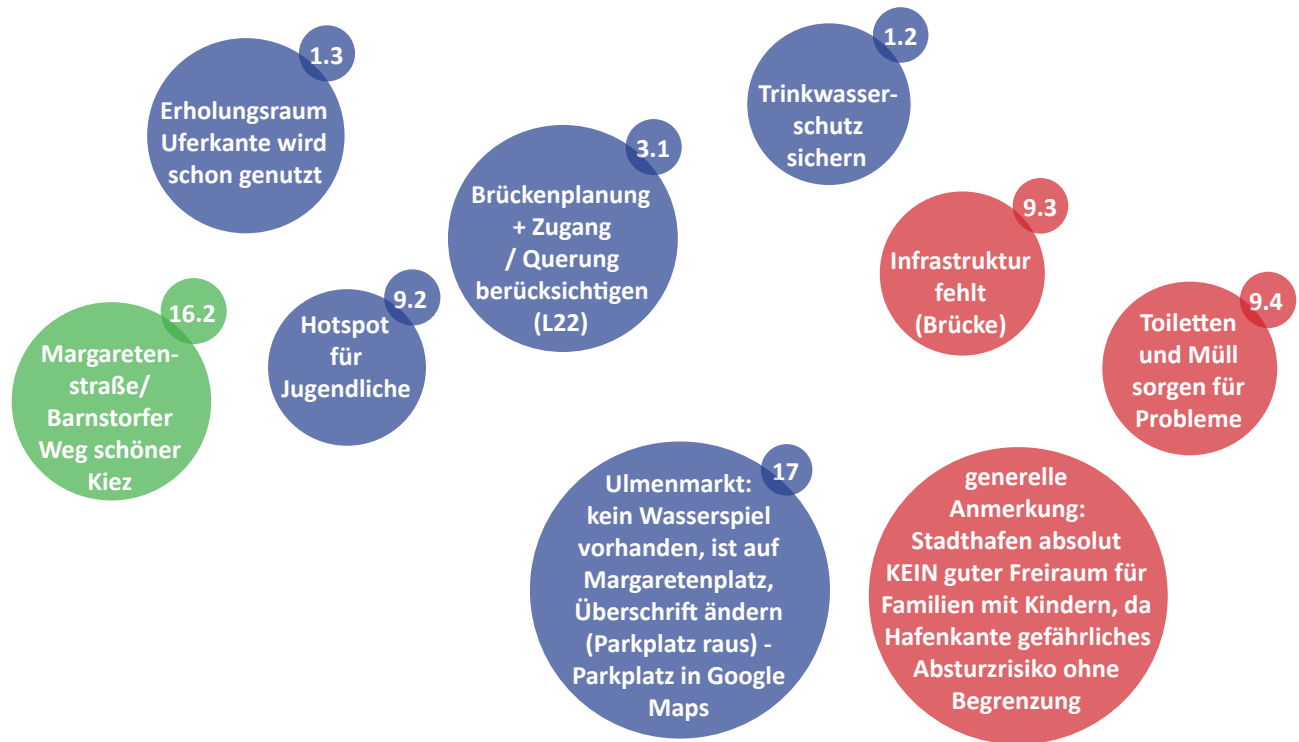 1.3
Erholungsraum
Uferkante wird
schon genutzt
1.2
Trinkwasser-
schutz
sichern
3.1
Brückenplanung
+ Zugang
/ Querung
berücksichtigen
(L22)
9.3
Infrastruktur
fehlt
(Brücke)
9.4
Toiletten
und Müll
sorgen für
Probleme
16.2
Margareten-
straße/
Barnstorfer
Weg schöner
Kiez
9.2
Hotspot
für
Jugendliche
17
Ulmenmarkt:
kein Wasserspiel
vorhanden, ist auf
Margaretenplatz,
Überschrift ändern
(Parkplatz raus) -
Parkplatz in Google
Maps
generelle
Anmerkung:
Stadthafen absolut
KEIN guter Freiraum für
Familien mit Kindern, da
Hafenkante gefährliches
Absturzrisiko ohne
Begrenzung